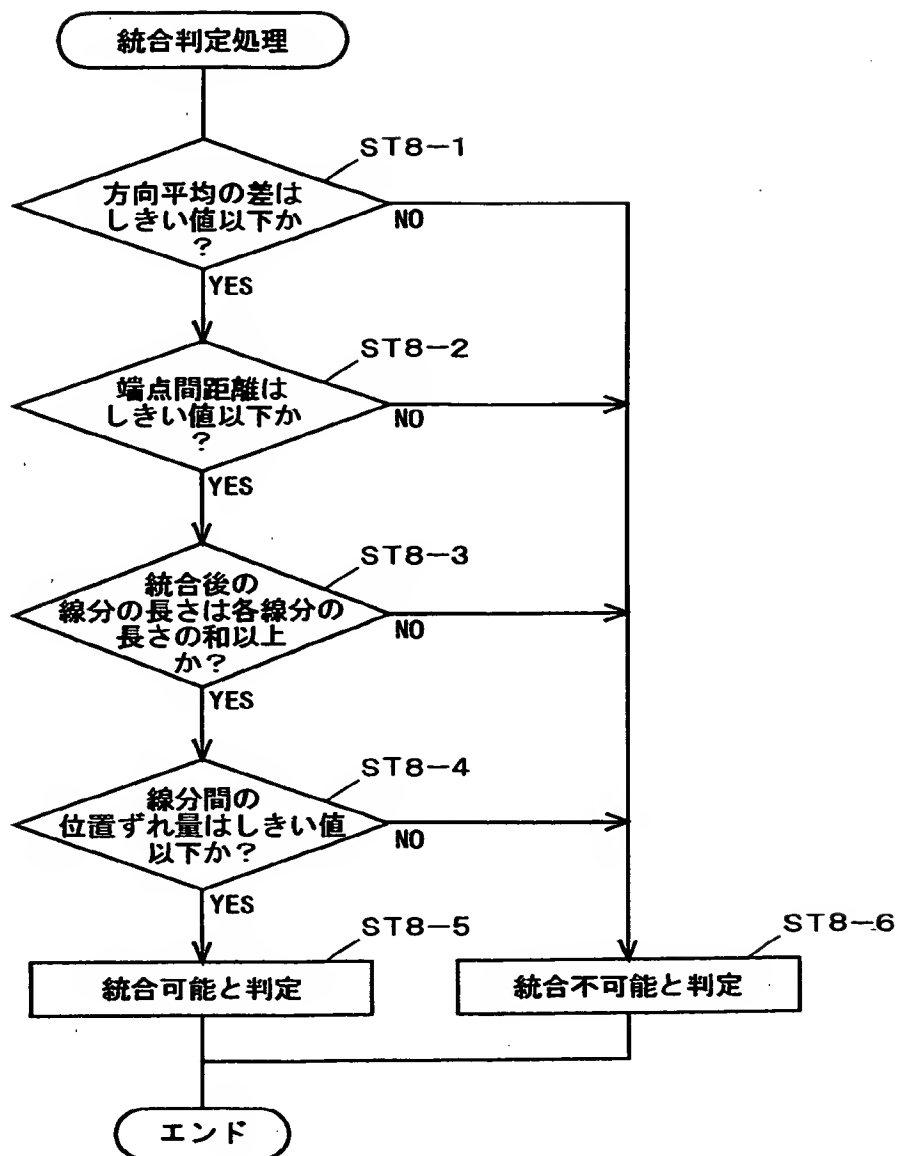 統合判定処理
ST8-1
方向平均の差は
しきい値以下か
?
NO
YES
ST8-2
端点間距離は
しきい値以下か
?
NO
YES
ST8-3
統合後の
線分の長さは各線分の
長さの和以上
か?
NO
YES
ST8-4
線分間の
位置ずれ量はしきい値
以下か?
NO
YES
ST8-5
統合可能と判定
ST8-6
統合不可能と判定
エンド